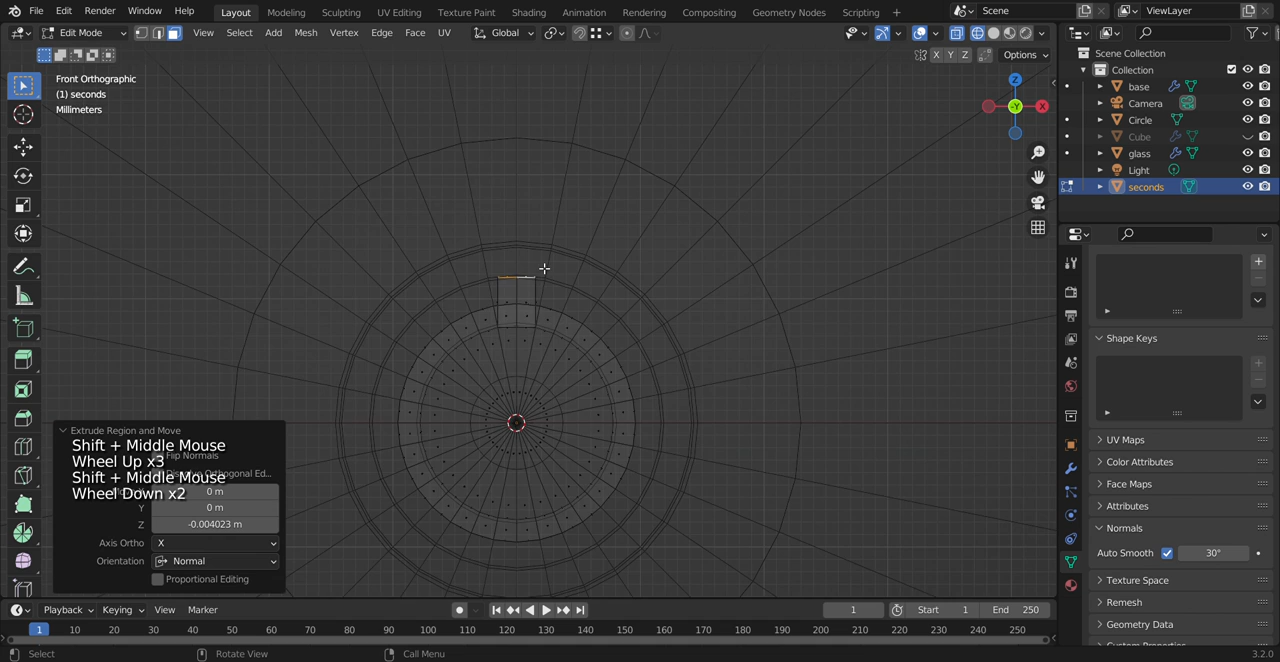 File Edit Render Window Help Layout Modeling Sculpting UV Editing Texture Paint Shading Animation Rendering Compositing Geometry Nodes Scripting + Scene ViewLayer
Edit Mode View Select Add Mesh Vertex Edge Face UV Global
X Y Z Options
Front Orthographic
(1) seconds
Millimeters
Z
X
-Y
Scene Collection
Collection
base
Camera
Circle
Cube
glass
Light
seconds
Shape Keys
UV Maps
Color Attributes
Face Maps
Attributes
Normals
Auto Smooth 30°
Texture Space
Remesh
Geometry Data
Custom Properties
Extrude Region and Move
Shift + Middle Mouse
Flip Normals
Wheel Up x3
Dissolve Orthogonal Ed...
Shift + Middle Mouse
Wheel Down x2
0 m
Y 0 m
Z -0.004023 m
Axis Ortho X
Orientation Normal
Proportional Editing
Playback Keying View Marker 1 Start 1 End 250
1 10 20 30 40 50 60 70 80 90 100 110 120 130 140 150 160 170 180 190 200 210 220 230 240 250
Select Rotate View Call Menu 3.2.0